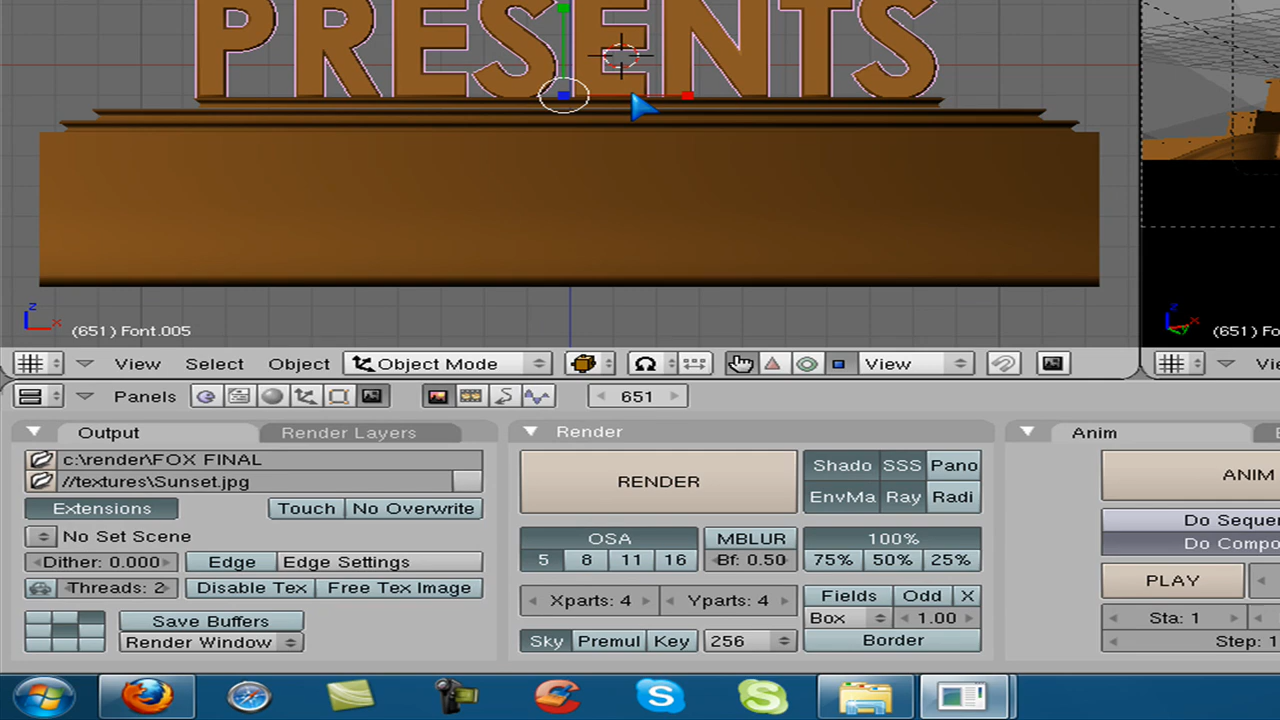 PRESENTS
z
x
(651) Font.005
z
x
(651) Fo
View Select Object Object Mode View
Panels 651
Output Render Layers Render Anim
c:\render\FOX FINAL
//textures\Sunset.jpg
Extensions Touch No Overwrite
No Set Scene
Dither: 0.000 Edge Edge Settings
Threads: 2 Disable Tex Free Tex Image
Save Buffers
Render Window
RENDER Shado SSS Pano
EnvMa Ray Radi
OSA MBLUR 100%
5 8 11 16 Bf: 0.50 75% 50% 25%
Xparts: 4 Yparts: 4 Fields Odd X
Box 1.00
Sky Premul Key 256 Border
ANIM
Do Seque
Do Compo
PLAY
Sta: 1
Step: 1